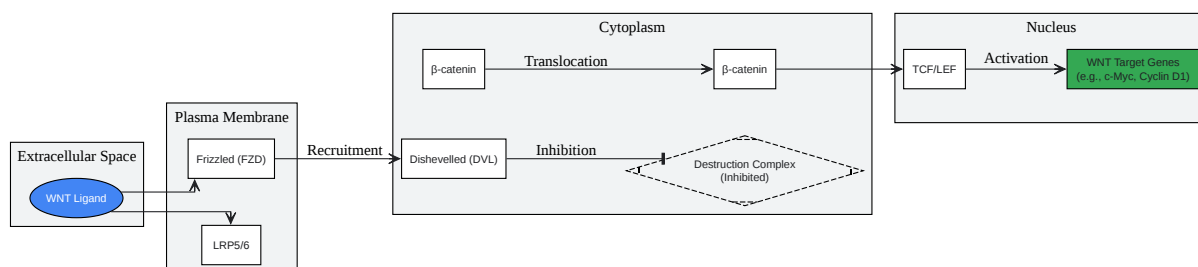 Extracellular Space
WNT Ligand
Plasma Membrane
Frizzled (FZD)
LRP5/6
Recruitment
Cytoplasm
β-catenin
Translocation
β-catenin
Dishevelled (DVL)
Inhibition
Destruction Complex
(Inhibited)
Nucleus
TCF/LEF
Activation
WNT Target Genes
(e.g., c-Myc, Cyclin D1)